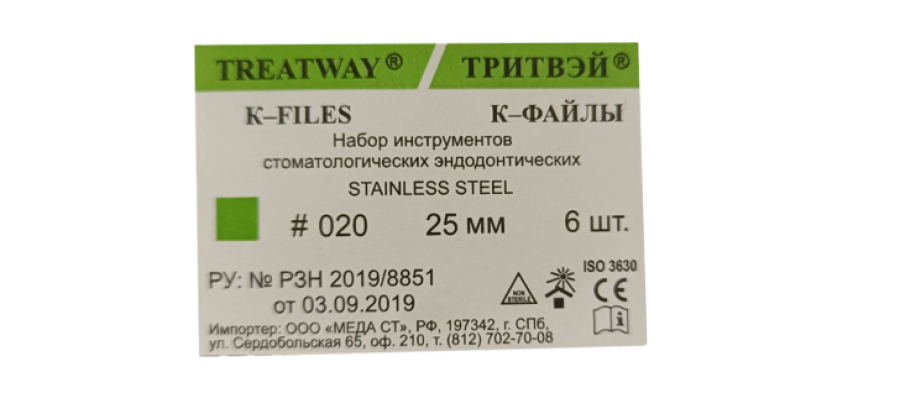 TREATWAY® / ТРИТВЭЙ®
K–FILES К–ФАЙЛЫ
Набор инструментов
стоматологических эндодонтических
STAINLESS STEEL
# 020 25 мм 6 шт.
РУ: № РЗН 2019/8851
от 03.09.2019
NON
STERILE
ISO 3630
CE
i
Импортер: ООО «МЕДА СТ», РФ, 197342, г. СПб,
ул. Сердобольская 65, оф. 210, т. (812) 702-70-08